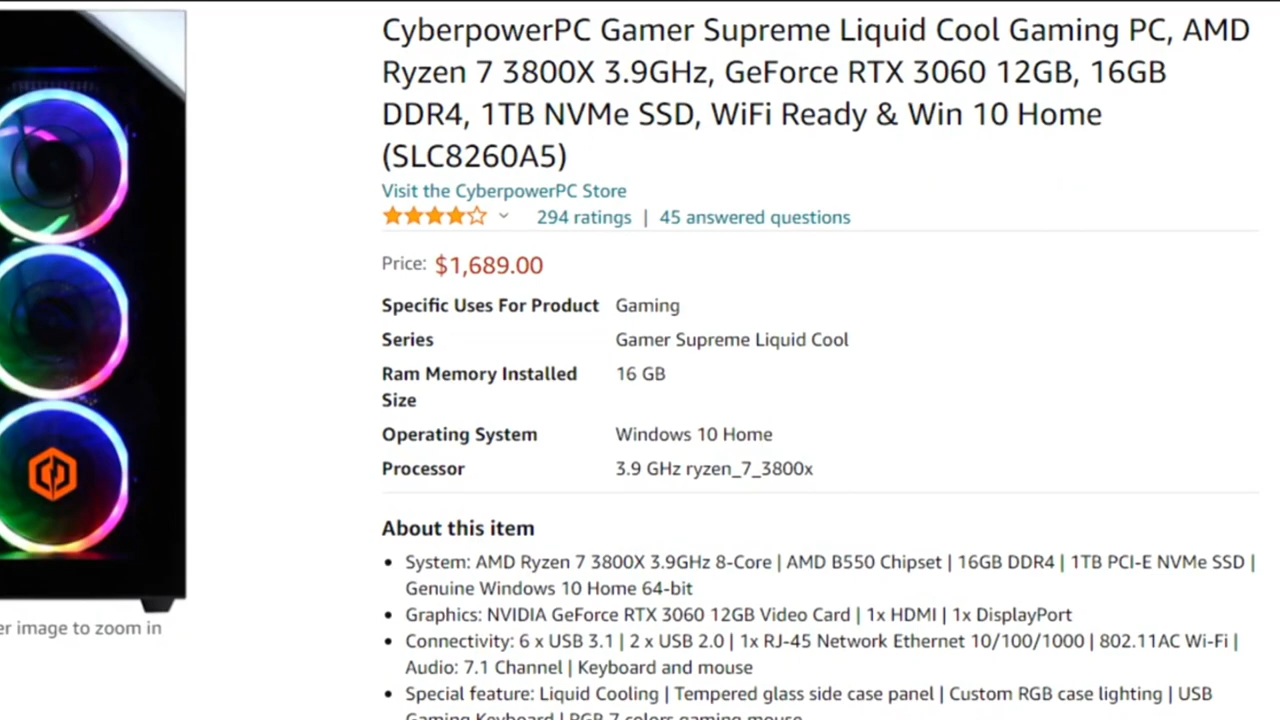 CyberpowerPC Gamer Supreme Liquid Cool Gaming PC, AMD
Ryzen 7 3800X 3.9GHz, GeForce RTX 3060 12GB, 16GB
DDR4, 1TB NVMe SSD, WiFi Ready & Win 10 Home
(SLC8260A5)
Visit the CyberpowerPC Store
294 ratings | 45 answered questions
Price: $1,689.00
Specific Uses For Product Gaming
Series Gamer Supreme Liquid Cool
Ram Memory Installed 16 GB
Size
Operating System Windows 10 Home
Processor 3.9 GHz ryzen_7_3800x
About this item
• System: AMD Ryzen 7 3800X 3.9GHz 8-Core | AMD B550 Chipset | 16GB DDR4 | 1TB PCI-E NVMe SSD |
Genuine Windows 10 Home 64-bit
• Graphics: NVIDIA GeForce RTX 3060 12GB Video Card | 1x HDMI | 1x DisplayPort
• Connectivity: 6 x USB 3.1 | 2 x USB 2.0 | 1x RJ-45 Network Ethernet 10/100/1000 | 802.11AC Wi-Fi |
Audio: 7.1 Channel | Keyboard and mouse
er image to zoom in
• Special feature: Liquid Cooling | Tempered glass side case panel | Custom RGB case lighting | USB
Gaming Keyboard | RGB 7 colors gaming mouse